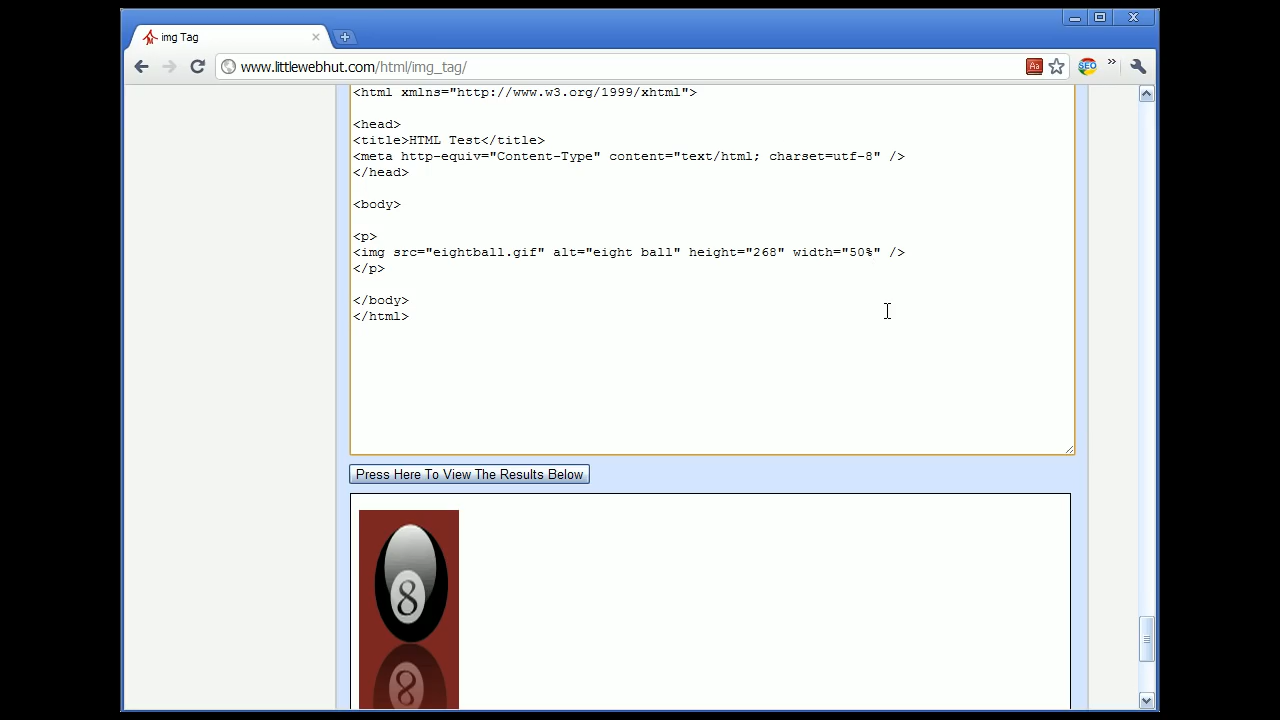 img Tag
www.littlewebhut.com/html/img_tag/
Aa
SEO
»
<html xmlns="http://www.w3.org/1999/xhtml">
<head>
<title>HTML Test</title>
<meta http-equiv="Content-Type" content="text/html; charset=utf-8" />
</head>
<body>
<p>
<img src="eightball.gif" alt="eight ball" height="268" width="50%" />
</p>
</body>
</html>
Press Here To View The Results Below
8
8